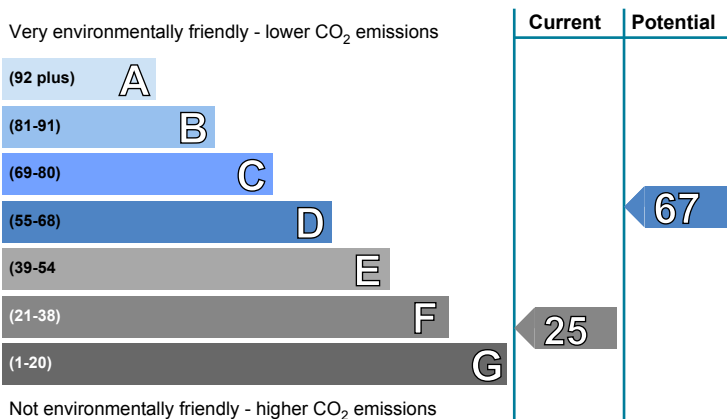 Current Potential
Very environmentally friendly - lower CO2 emissions
(92 plus) A
(81-91) B
(69-80) C
(55-68) D
67
(39-54 E
(21-38) F
25
(1-20) G
Not environmentally friendly - higher CO2 emissions